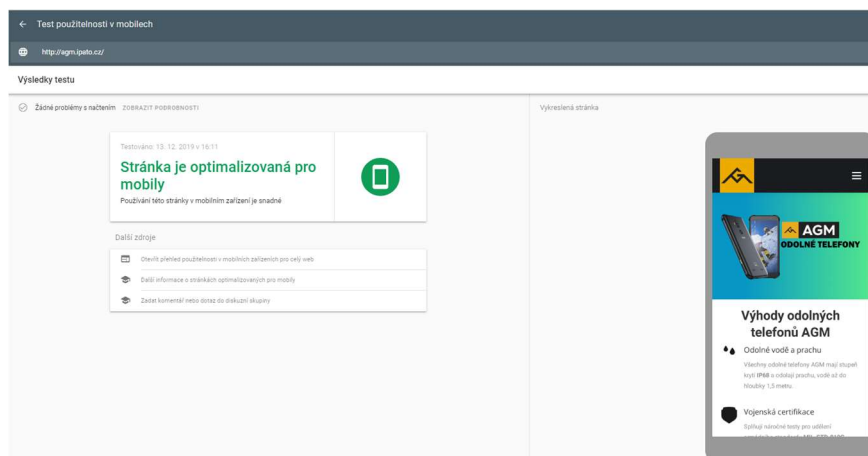 Test použitelnosti v mobilech
http://agm.ipato.cz/
Výsledky testu
Žádné problémy s načtením ZOBRAZIT PODROBNOSTI
Testováno: 13. 12. 2019 v 16:11
Stránka je optimalizovaná pro
mobily
Používání této stránky v mobilním zařízení je snadné
Další zdroje
Otevřít přehled použitelnosti v mobilních zařízeních pro celý web
Další informace o stránkách optimalizovaných pro mobily
Zadat komentář nebo dotaz do diskuzní skupiny
Vykreslená stránka
AGM
ODOLNÉ TELEFONY
Výhody odolných
telefonů AGM
Odolné vodě a prachu
Všechny odolné telefony AGM mají stupeň
krytí IP68 a odolají prachu, vodě až do
hloubky 1,5 metru.
Vojenská certifikace
Splňují náročné testy pro udělení